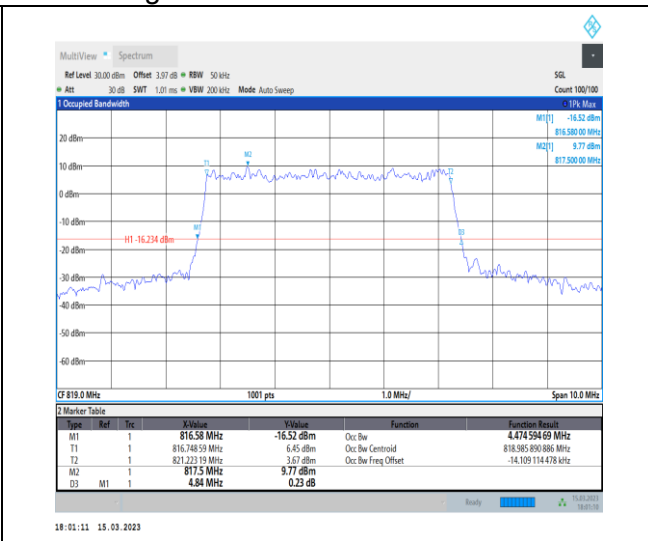 MultiView Spectrum
Ref Level 30.00 dBm Offset 3.97 dB RBW 50 kHz SGL
Att 30 dB SWT 1.01 ms VBW 200 kHz Mode Auto Sweep Count 100/100
1 Occupied Bandwidth 1Pk Max
M1[1] -16.52 dBm
816.580 00 MHz
M2[1] 9.77 dBm
817.500 00 MHz
20 dBm
M2
T1
T2
10 dBm
0 dBm
-10 dBm
M1
D3
H1 -16.234 dBm
-20 dBm
-30 dBm
-40 dBm
-50 dBm
-60 dBm
CF 819.0 MHz 1001 pts 1.0 MHz/ Span 10.0 MHz
2 Marker Table
Type Ref Trc X-Value Y-Value Function Function Result
M1 1 816.58 MHz -16.52 dBm Occ Bw 4.474 594 69 MHz
T1 1 816.748 59 MHz 6.45 dBm Occ Bw Centroid 818.985 890 886 MHz
T2 1 821.223 19 MHz 3.67 dBm Occ Bw Freq Offset -14.109 114 478 kHz
M2 1 817.5 MHz 9.77 dBm
D3 M1 1 4.84 MHz 0.23 dB
Ready 15.03.2023
18:01:10
18:01:11 15.03.2023